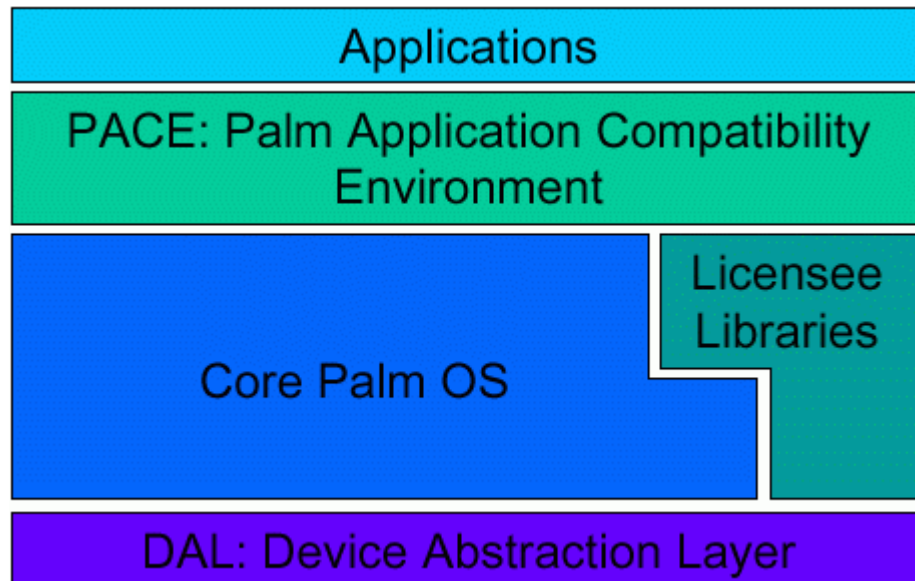 Applications
PACE: Palm Application Compatibility
Environment
Licensee
Libraries
Core Palm OS
DAL: Device Abstraction Layer